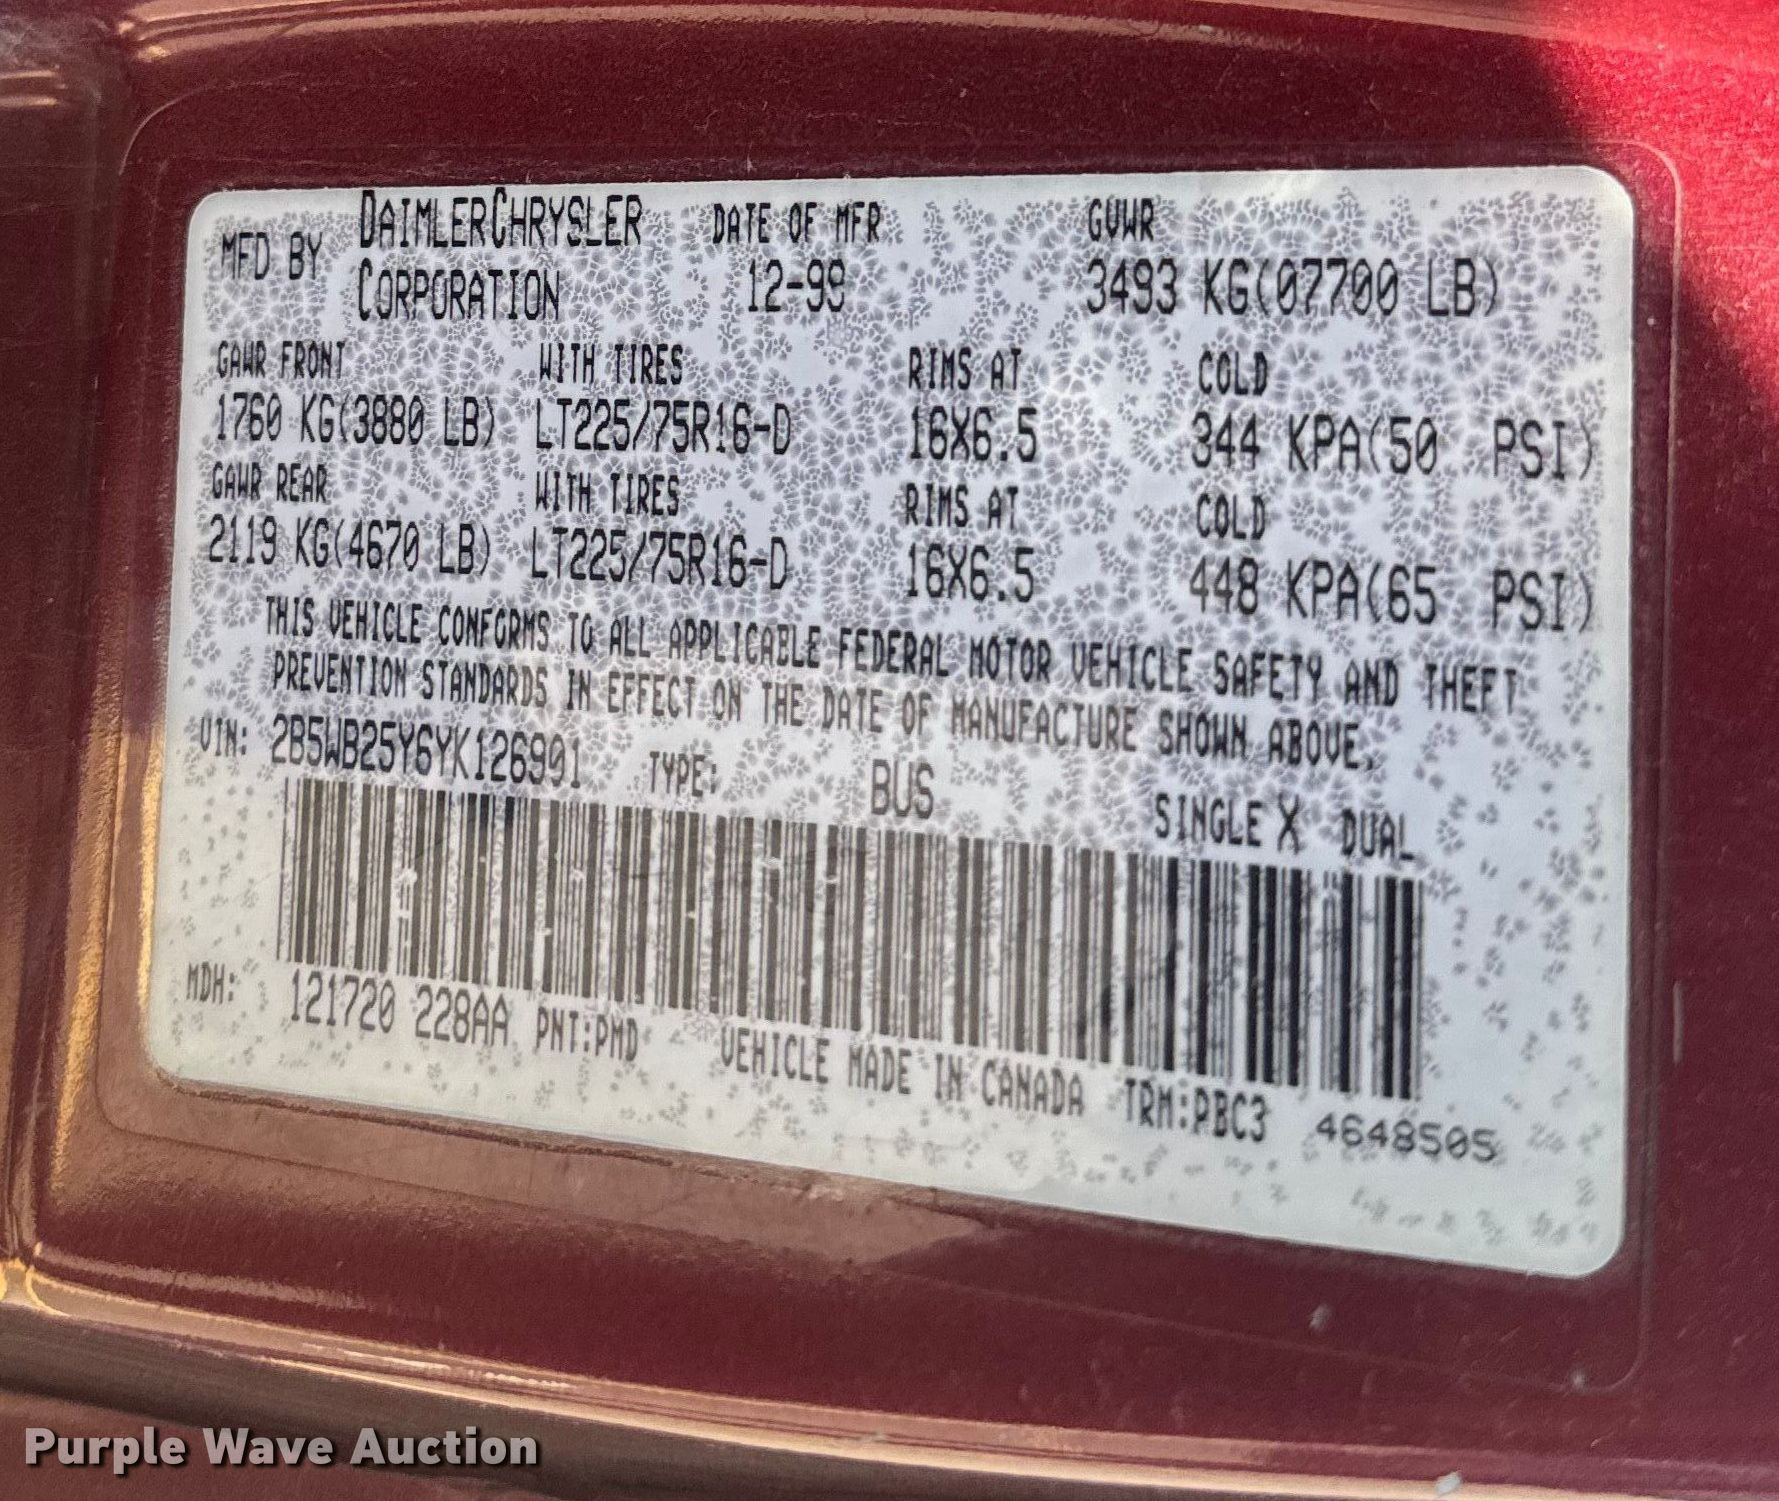 MFD BY DAIMLERCHRYSLER CORPORATION DATE OF MFR 12-99 GVWR 3493 KG(07700 LB)
GAWR FRONT WITH TIRES RIMS AT COLD
1760 KG(3880 LB) LT225/75R16-D 16X6.5 344 KPA(50 PSI)
GAWR REAR WITH TIRES RIMS AT COLD
2119 KG(4670 LB) LT225/75R16-D 16X6.5 448 KPA(65 PSI)
THIS VEHICLE CONFORMS TO ALL APPLICABLE FEDERAL MOTOR VEHICLE SAFETY AND THEFT
PREVENTION STANDARDS IN EFFECT ON THE DATE OF MANUFACTURE SHOWN ABOVE.
VIN: 2B5WB25Y6YK126901 TYPE: BUS SINGLE X DUAL
MDH: 121720 228AA PNT:PMD VEHICLE MADE IN CANADA TRM:PBC3 4648505
Purple Wave Auction